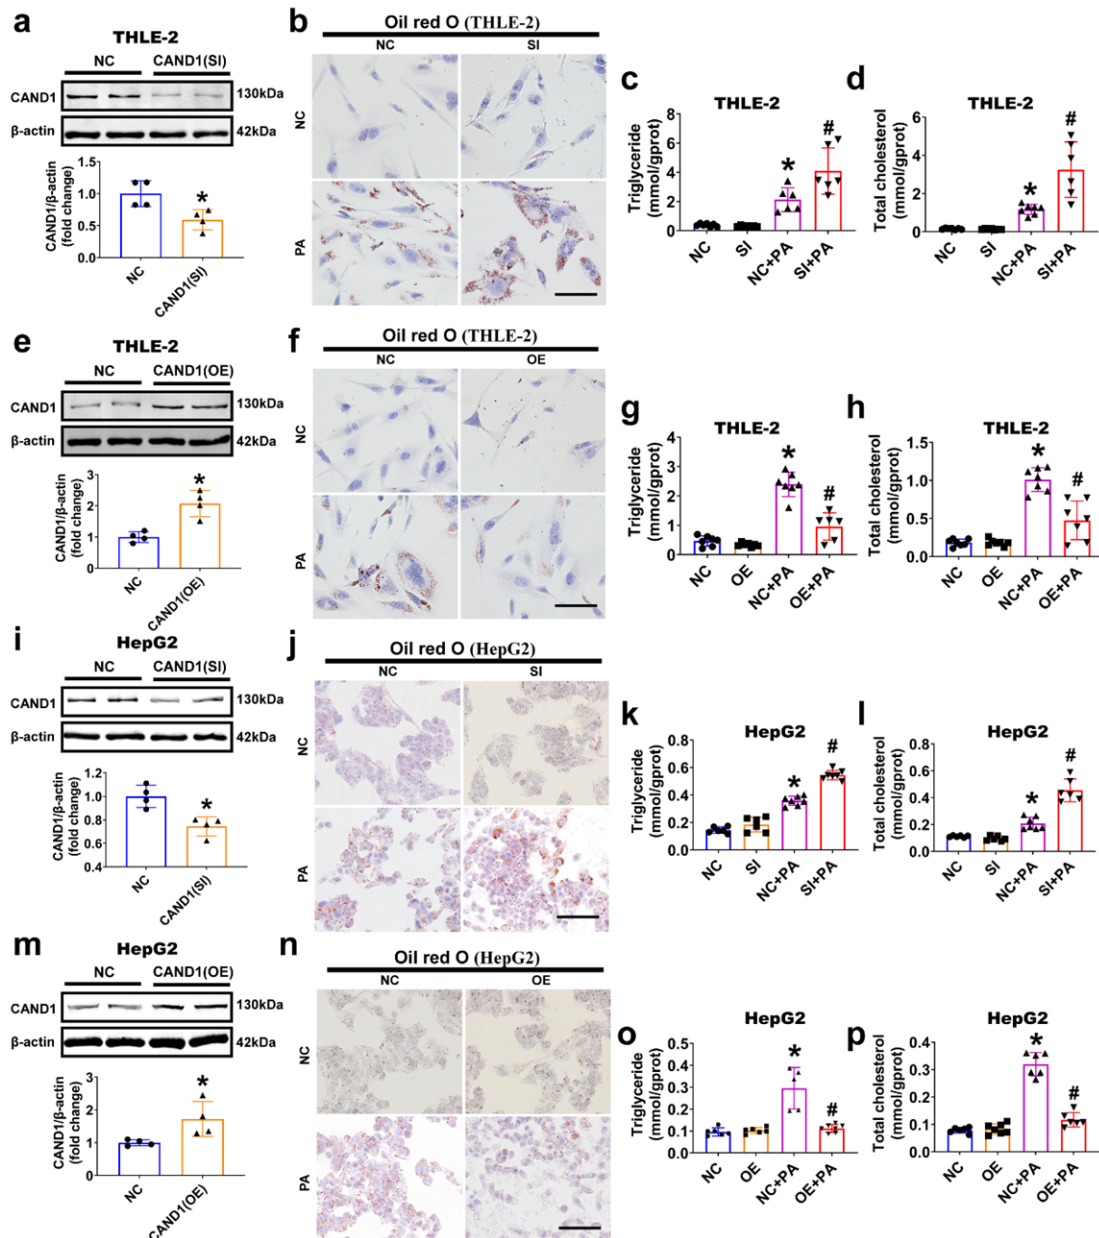 a
THLE-2
NC CAND1(SI)
CAND1 130kDa
β-actin 42kDa
CAND1/β-actin
(fold change)
1.5
1.0
0.5
0.0
*
NC CAND1(SI)
b
Oil red O (THLE-2)
NC SI
NC
PA
c
THLE-2
Triglyceride
(mmol/gprot)
8
6
4
2
0
* #
NC SI NC+PA SI+PA
d
THLE-2
Total cholesterol
(mmol/gprot)
6
4
2
0
* #
NC SI NC+PA SI+PA
e
THLE-2
NC CAND1(OE)
CAND1 130kDa
β-actin 42kDa
CAND1/β-actin
(fold change)
3
2
1
0
*
NC CAND1(OE)
f
Oil red O (THLE-2)
NC OE
NC
PA
g
THLE-2
Triglyceride
(mmol/gprot)
4
3
2
1
0
* #
NC OE NC+PA OE+PA
h
THLE-2
Total cholesterol
(mmol/gprot)
1.5
1.0
0.5
0.0
* #
NC OE NC+PA OE+PA
i
HepG2
NC CAND1(SI)
CAND1 130kDa
β-actin 42kDa
CAND1/β-actin
(fold change)
1.2
1.0
0.8
0.6
0.4
*
NC CAND1(SI)
j
Oil red O (HepG2)
NC SI
NC
PA
k
HepG2
Triglyceride
(mmol/gprot)
0.8
0.6
0.4
0.2
0.0
* #
NC SI NC+PA SI+PA
l
HepG2
Total cholesterol
(mmol/gprot)
0.8
0.6
0.4
0.2
0.0
* #
NC SI NC+PA SI+PA
m
HepG2
NC CAND1(OE)
CAND1 130kDa
β-actin 42kDa
CAND1/β-actin
(fold change)
3
2
1
0
*
NC CAND1(OE)
n
Oil red O (HepG2)
NC OE
NC
PA
o
HepG2
Triglyceride
(mmol/gprot)
0.5
0.4
0.3
0.2
0.1
0.0
* #
NC OE NC+PA OE+PA
p
HepG2
Total cholesterol
(mmol/gprot)
0.4
0.3
0.2
0.1
0.0
* #
NC OE NC+PA OE+PA